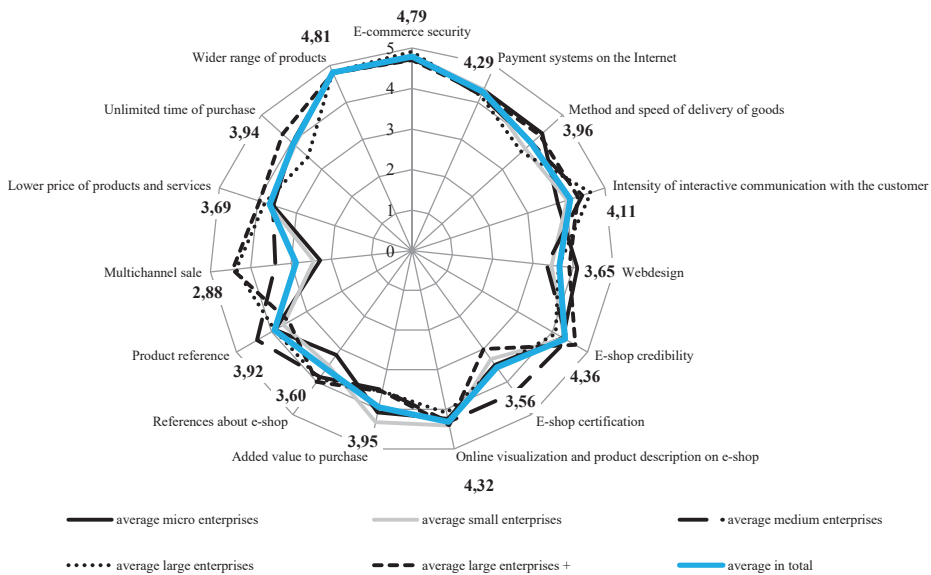 4,79
E-commerce security
4,81
5
Wider range of products
4,29
Payment systems on the Internet
4
Unlimited time of purchase
Method and speed of delivery of goods
3,94
3,96
3
2
Lower price of products and services
Intensity of interactive communication with the customer
3,69
4,11
1
0
Multichannel sale
3,65
Webdesign
2,88
Product reference
E-shop credibility
3,92
4,36
3,60
3,56
References about e-shop
E-shop certification
3,95
Added value to purchase
Online visualization and product description on e-shop
4,32
average micro enterprises
average small enterprises
average medium enterprises
average large enterprises
average large enterprises +
average in total